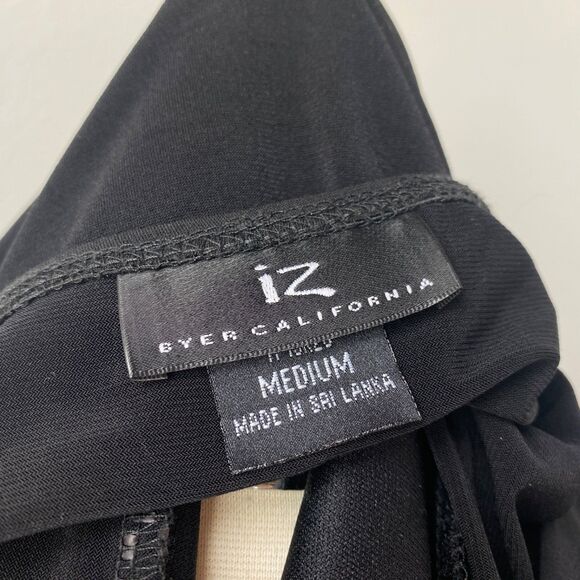 iz
BYER CALIFORNIA
MEDIUM
MADE IN SRI LANKA